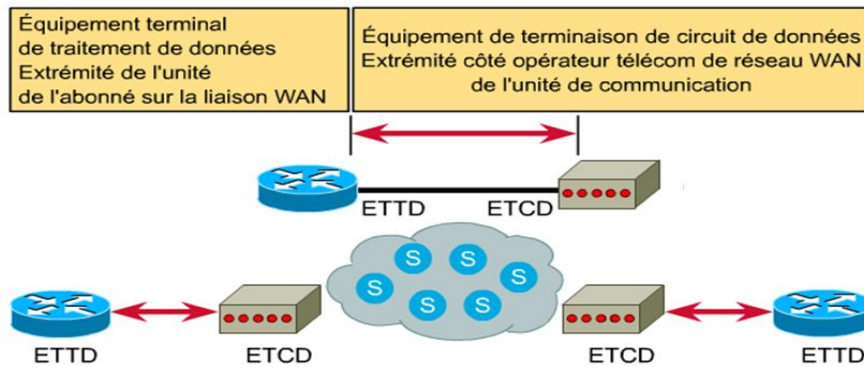 Équipement terminal
de traitement de données
Extrémité de l'unité
de l'abonné sur la liaison WAN
Équipement de terminaison de circuit de données
Extrémité côté opérateur télécom de réseau WAN
de l'unité de communication
ETTD ETCD
S S S
S S S
ETTD ETCD ETCD ETTD